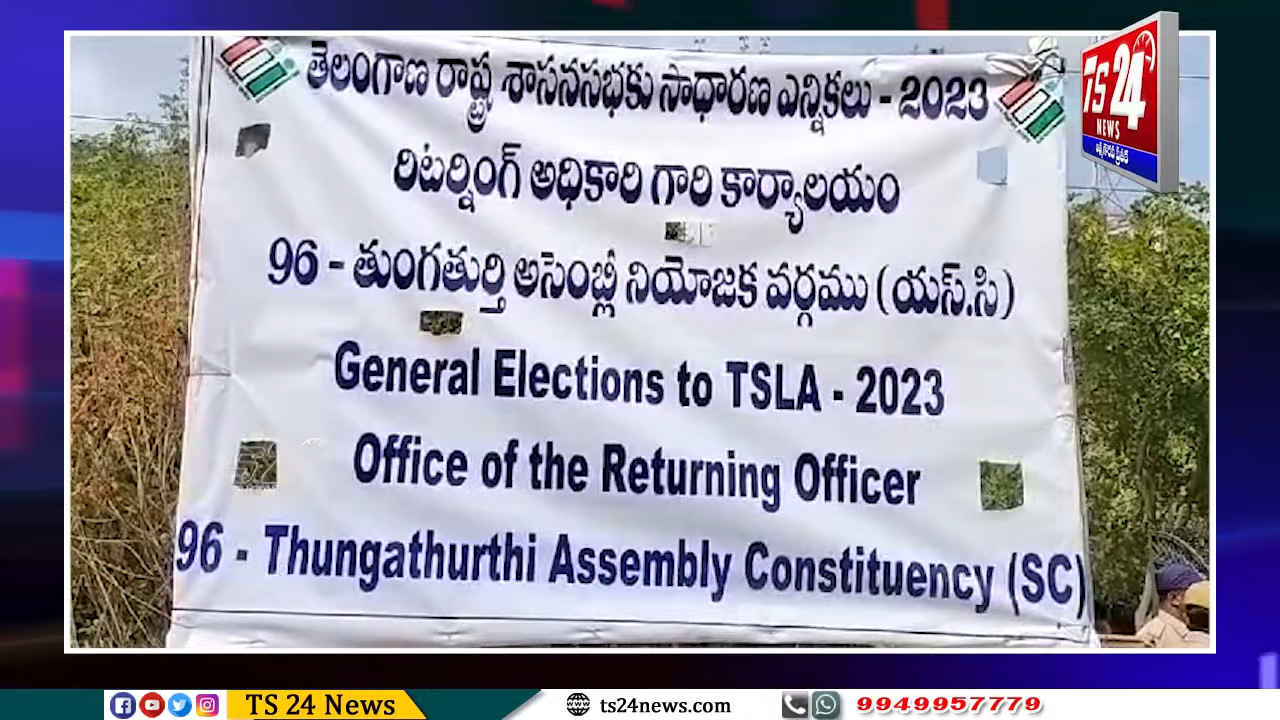 తెలంగాణ రాష్ట్ర శాసనసభకు సాధారణ ఎన్నికలు - 2023
రిటర్నింగ్ అధికారి గారి కార్యాలయం
96 - తుంగతుర్తి అసెంబ్లీ నియోజక వర్గము (యస్.సి)
General Elections to TSLA - 2023
Office of the Returning Officer
96 - Thungathurthi Assembly Constituency (SC)
TS 24
NEWS
TS 24 News
ts24news.com
9949957779